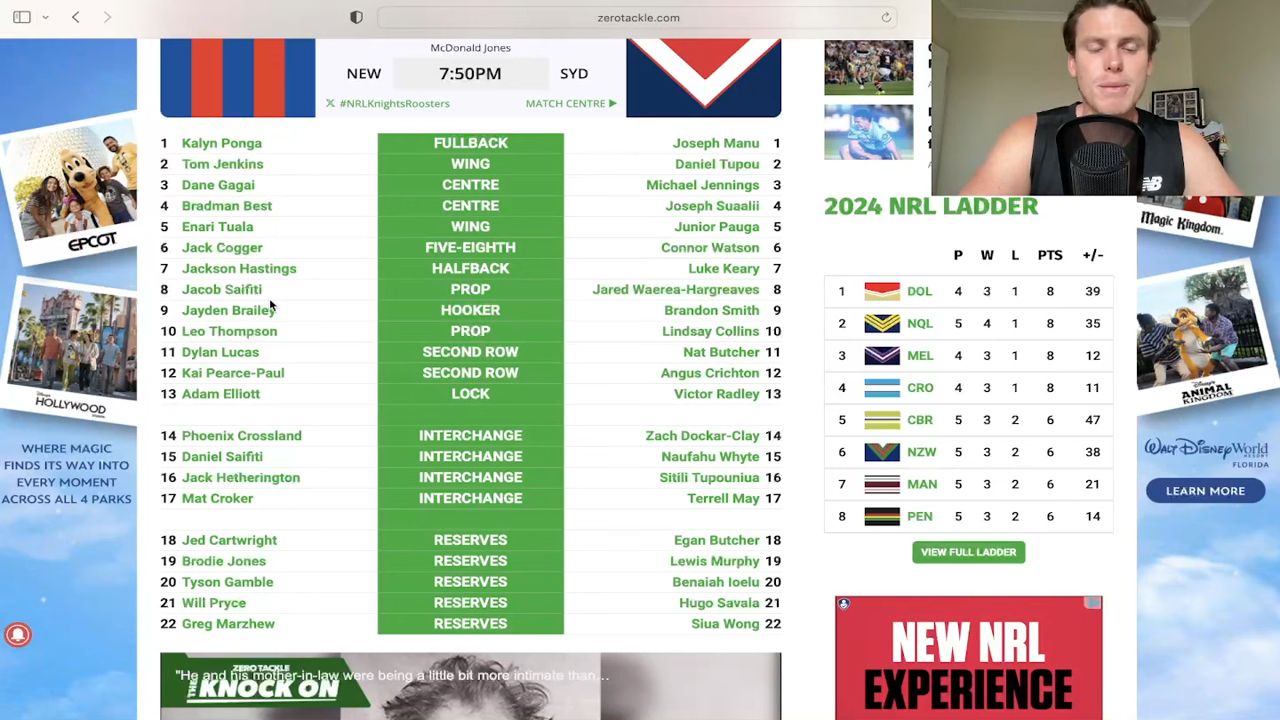 zerotackle.com
McDonald Jones
NEW 7:50PM SYD
#NRLKnightsRoosters MATCH CENTRE
1 Kalyn Ponga FULLBACK Joseph Manu 1
2 Tom Jenkins WING Daniel Tupou 2
3 Dane Gagai CENTRE Michael Jennings 3
4 Bradman Best CENTRE Joseph Suaalii 4
5 Enari Tuala WING Junior Pauga 5
6 Jack Cogger FIVE-EIGHTH Connor Watson 6
7 Jackson Hastings HALFBACK Luke Keary 7
8 Jacob Saifiti PROP Jared Waerea-Hargreaves 8
9 Jayden Brailey HOOKER Brandon Smith 9
10 Leo Thompson PROP Lindsay Collins 10
11 Dylan Lucas SECOND ROW Nat Butcher 11
12 Kai Pearce-Paul SECOND ROW Angus Crichton 12
13 Adam Elliott LOCK Victor Radley 13
14 Phoenix Crossland INTERCHANGE Zach Dockar-Clay 14
15 Daniel Saifiti INTERCHANGE Naufahu Whyte 15
16 Jack Hetherington INTERCHANGE Sitili Tupouniua 16
17 Mat Croker INTERCHANGE Terrell May 17
18 Jed Cartwright RESERVES Egan Butcher 18
19 Brodie Jones RESERVES Lewis Murphy 19
20 Tyson Gamble RESERVES Benaiah Ioelu 20
21 Will Pryce RESERVES Hugo Savala 21
22 Greg Marzhew RESERVES Siua Wong 22
ZERO TACKLE
"He and his mother-in-law were being a little bit more intimate than...
THE KNOCK ON
2024 NRL LADDER
P W L PTS +/-
1 DOL 4 3 1 8 39
2 NQL 5 4 1 8 35
3 MEL 4 3 1 8 12
4 CRO 4 3 1 8 11
5 CBR 5 3 2 6 47
6 NZW 5 3 2 6 38
7 MAN 5 3 2 6 21
8 PEN 5 3 2 6 14
VIEW FULL LADDER
NEW NRL
EXPERIENCE
EPCOT
HOLLYWOOD
STUDIOS
WHERE MAGIC
FINDS ITS WAY INTO
EVERY MOMENT
ACROSS ALL 4 PARKS
Magic Kingdom
DISNEY'S
ANIMAL
KINGDOM
WALT DISNEY World
RESORT
FLORIDA
LEARN MORE
NB